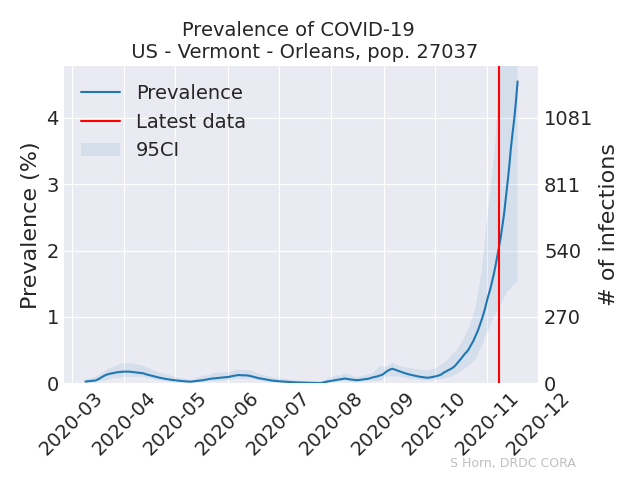 Prevalence of COVID-19
US - Vermont - Orleans, pop. 27037
Prevalence
Latest data
95CI
Prevalence (%)
4
3
2
1
0
1081
811
540
270
0
# of infections
2020-03
2020-04
2020-05
2020-06
2020-07
2020-08
2020-09
2020-10
2020-11
2020-12
S Horn, DRDC CORA